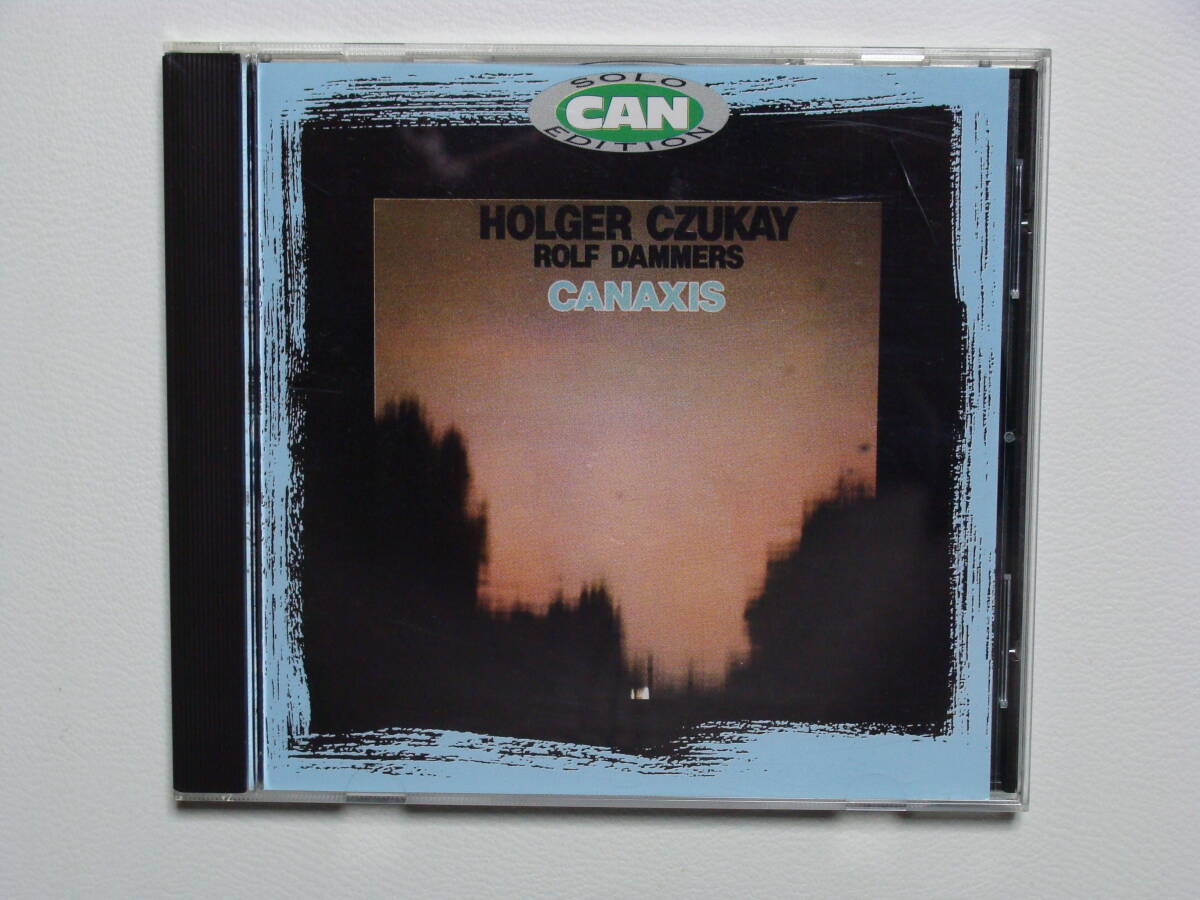 SOLO
CAN
EDITION
HOLGER CZUKAY
ROLF DAMMERS
CANAXIS